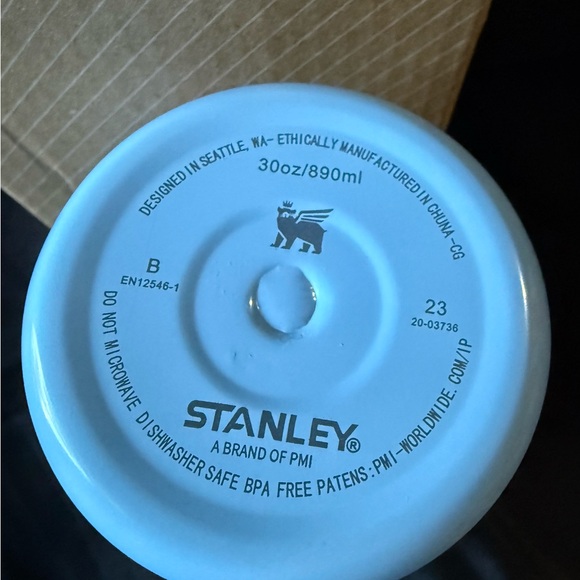 DESIGNED IN SEATTLE, WA- ETHICALLY MANUFACTURED IN CHUNA-CG
30oz/890ml
B
EN12546-1
23
20-03736
STANLEY®
A BRAND OF PMI
DO NOT MICROWAVE DISHWASHER SAFE BPA FREE PATENS:PMI-WORLDWIDE.COM/IP